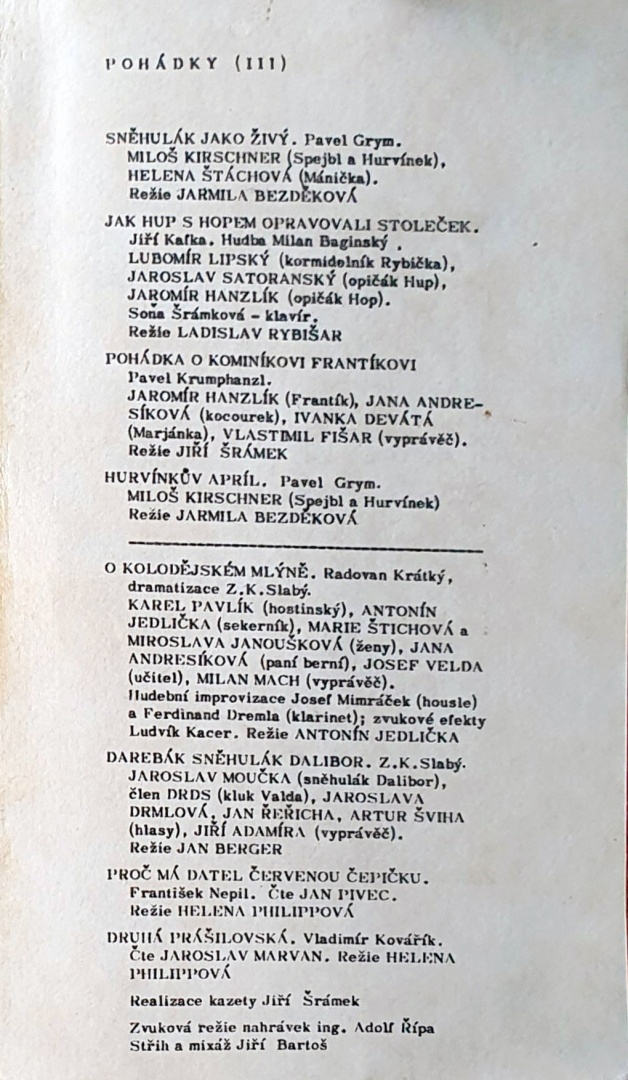 POHÁDKY (III)
SNĚHULÁK JAKO ŽIVÝ. Pavel Grym.
MILOŠ KIRSCHNER (Spejbl a Hurvínek),
HELENA ŠTÁCHOVÁ (Mánička).
Režie JARMILA BEZDĚKOVÁ
JAK HUP S HOPEM OPRAVOVALI STOLEČEK.
Jiří Kafka. Hudba Milan Baginský .
LUBOMÍR LIPSKÝ (kormidelník Rybička),
JAROSLAV SATORANSKÝ (opičák Hup),
JAROMÍR HANZLÍK (opičák Hop).
Soňa Šrámková - klavír.
Režie LADISLAV RYBIŠAR
POHÁDKA O KOMINÍKOVI FRANTÍKOVI
Pavel Krumphanzl.
JAROMÍR HANZLÍK (Frantík), JANA ANDRE-
SÍKOVÁ (kocourek), IVANKA DEVÁTÁ
(Marjánka), VLASTIMIL FIŠAR (vyprávěč).
Režie JIŘÍ ŠRÁMEK
HURVÍNKŮV APRÍL. Pavel Grym.
MILOŠ KIRSCHNER (Spejbl a Hurvínek)
Režie JARMILA BEZDĚKOVÁ
O KOLODĚJSKÉM MLÝNĚ. Radovan Krátký,
dramatizace Z.K.Slabý.
KAREL PAVLÍK (hostinský), ANTONÍN
JEDLIČKA (sekerník), MARIE ŠTICHOVÁ a
MIROSLAVA JANOUŠKOVÁ (ženy), JANA
ANDRESÍKOVÁ (paní berní), JOSEF VELDA
(učitel), MILAN MACH (vyprávěč).
Hudební improvizace Josef Mimráček (housle)
a Ferdinand Dremla (klarinet); zvukové efekty
Ludvík Kacer. Režie ANTONÍN JEDLIČKA
DAREBÁK SNĚHULÁK DALIBOR. Z.K.Slabý.
JAROSLAV MOUČKA (sněhulák Dalibor),
člen DRDS (kluk Valda), JAROSLAVA
DRMLOVÁ, JAN ŘEŘICHA, ARTUR ŠVIHA
(hlasy), JIŘÍ ADAMÍRA (vyprávěč).
Režie JAN BERGER
PROČ MÁ DATEL ČERVENOU ČEPIČKU.
František Nepil. Čte JAN PIVEC.
Režie HELENA PHILIPPOVÁ
DRUHÁ PRÁŠILOVSKÁ. Vladimír Kovářík.
Čte JAROSLAV MARVAN. Režie HELENA
PHILIPPOVÁ
Realizace kazety Jiří Šrámek
Zvuková režie nahrávek ing. Adolf Řípa
Střih a mixáž Jiří Bartoš